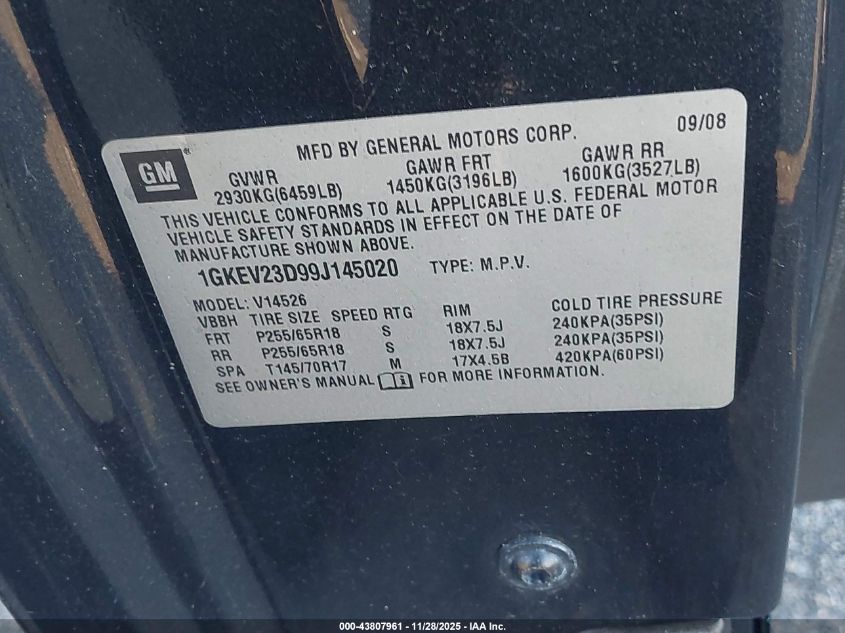 MFD BY GENERAL MOTORS CORP. 09/08
GM ®
GVWR GAWR FRT GAWR RR
2930KG(6459LB) 1450KG(3196LB) 1600KG(3527LB)
THIS VEHICLE CONFORMS TO ALL APPLICABLE U.S. FEDERAL MOTOR
VEHICLE SAFETY STANDARDS IN EFFECT ON THE DATE OF
MANUFACTURE SHOWN ABOVE.
1GKEV23D99J145020 TYPE: M.P.V.
MODEL: V14526
VBBH TIRE SIZE SPEED RTG RIM COLD TIRE PRESSURE
FRT P255/65R18 S 18X7.5J 240KPA(35PSI)
RR P255/65R18 S 18X7.5J 240KPA(35PSI)
SPA T145/70R17 M 17X4.5B 420KPA(60PSI)
SEE OWNER'S MANUAL i FOR MORE INFORMATION.
000-43807961 - 11/28/2025 - IAA Inc.